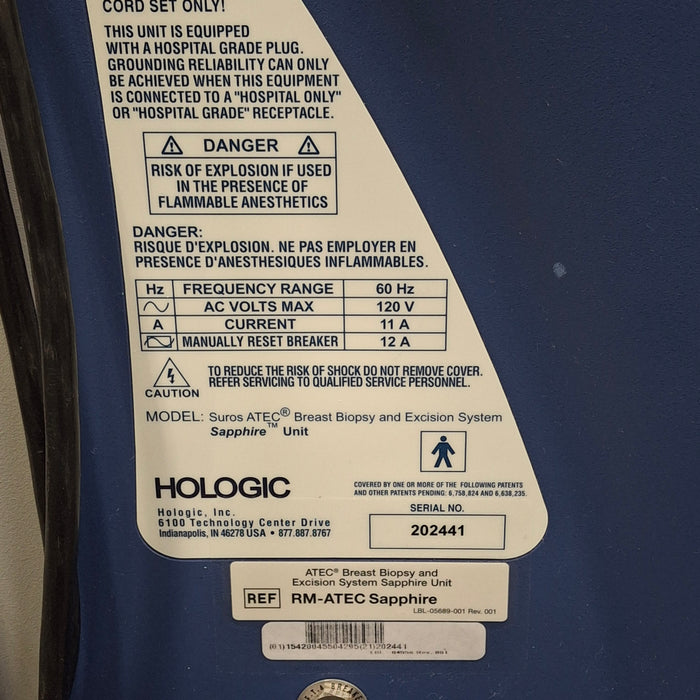 CORD SET ONLY!
THIS UNIT IS EQUIPPED
WITH A HOSPITAL GRADE PLUG.
GROUNDING RELIABILITY CAN ONLY
BE ACHIEVED WHEN THIS EQUIPMENT
IS CONNECTED TO A "HOSPITAL ONLY"
OR "HOSPITAL GRADE" RECEPTACLE.
DANGER
RISK OF EXPLOSION IF USED
IN THE PRESENCE OF
FLAMMABLE ANESTHETICS
DANGER:
RISQUE D'EXPLOSION. NE PAS EMPLOYER EN
PRESENCE D'ANESTHESIQUES INFLAMMABLES.
Hz FREQUENCY RANGE 60 Hz
AC VOLTS MAX 120 V
A CURRENT 11 A
MANUALLY RESET BREAKER 12 A
CAUTION
TO REDUCE THE RISK OF SHOCK DO NOT REMOVE COVER.
REFER SERVICING TO QUALIFIED SERVICE PERSONNEL.
MODEL: Suros ATEC® Breast Biopsy and Excision System
Sapphire™ Unit
HOLOGIC
Hologic, Inc.
6100 Technology Center Drive
Indianapolis, IN 46278 USA • 877.887.8767
COVERED BY ONE OR MORE OF THE FOLLOWING PATENTS
AND OTHER PATENTS PENDING: 6,758,824 AND 6,638,235.
SERIAL NO.
202441
ATEC® Breast Biopsy and
Excision System Sapphire Unit
REF RM-ATEC Sapphire
LBL-05689-001 Rev. 001
(01)15420045504295(21)202441